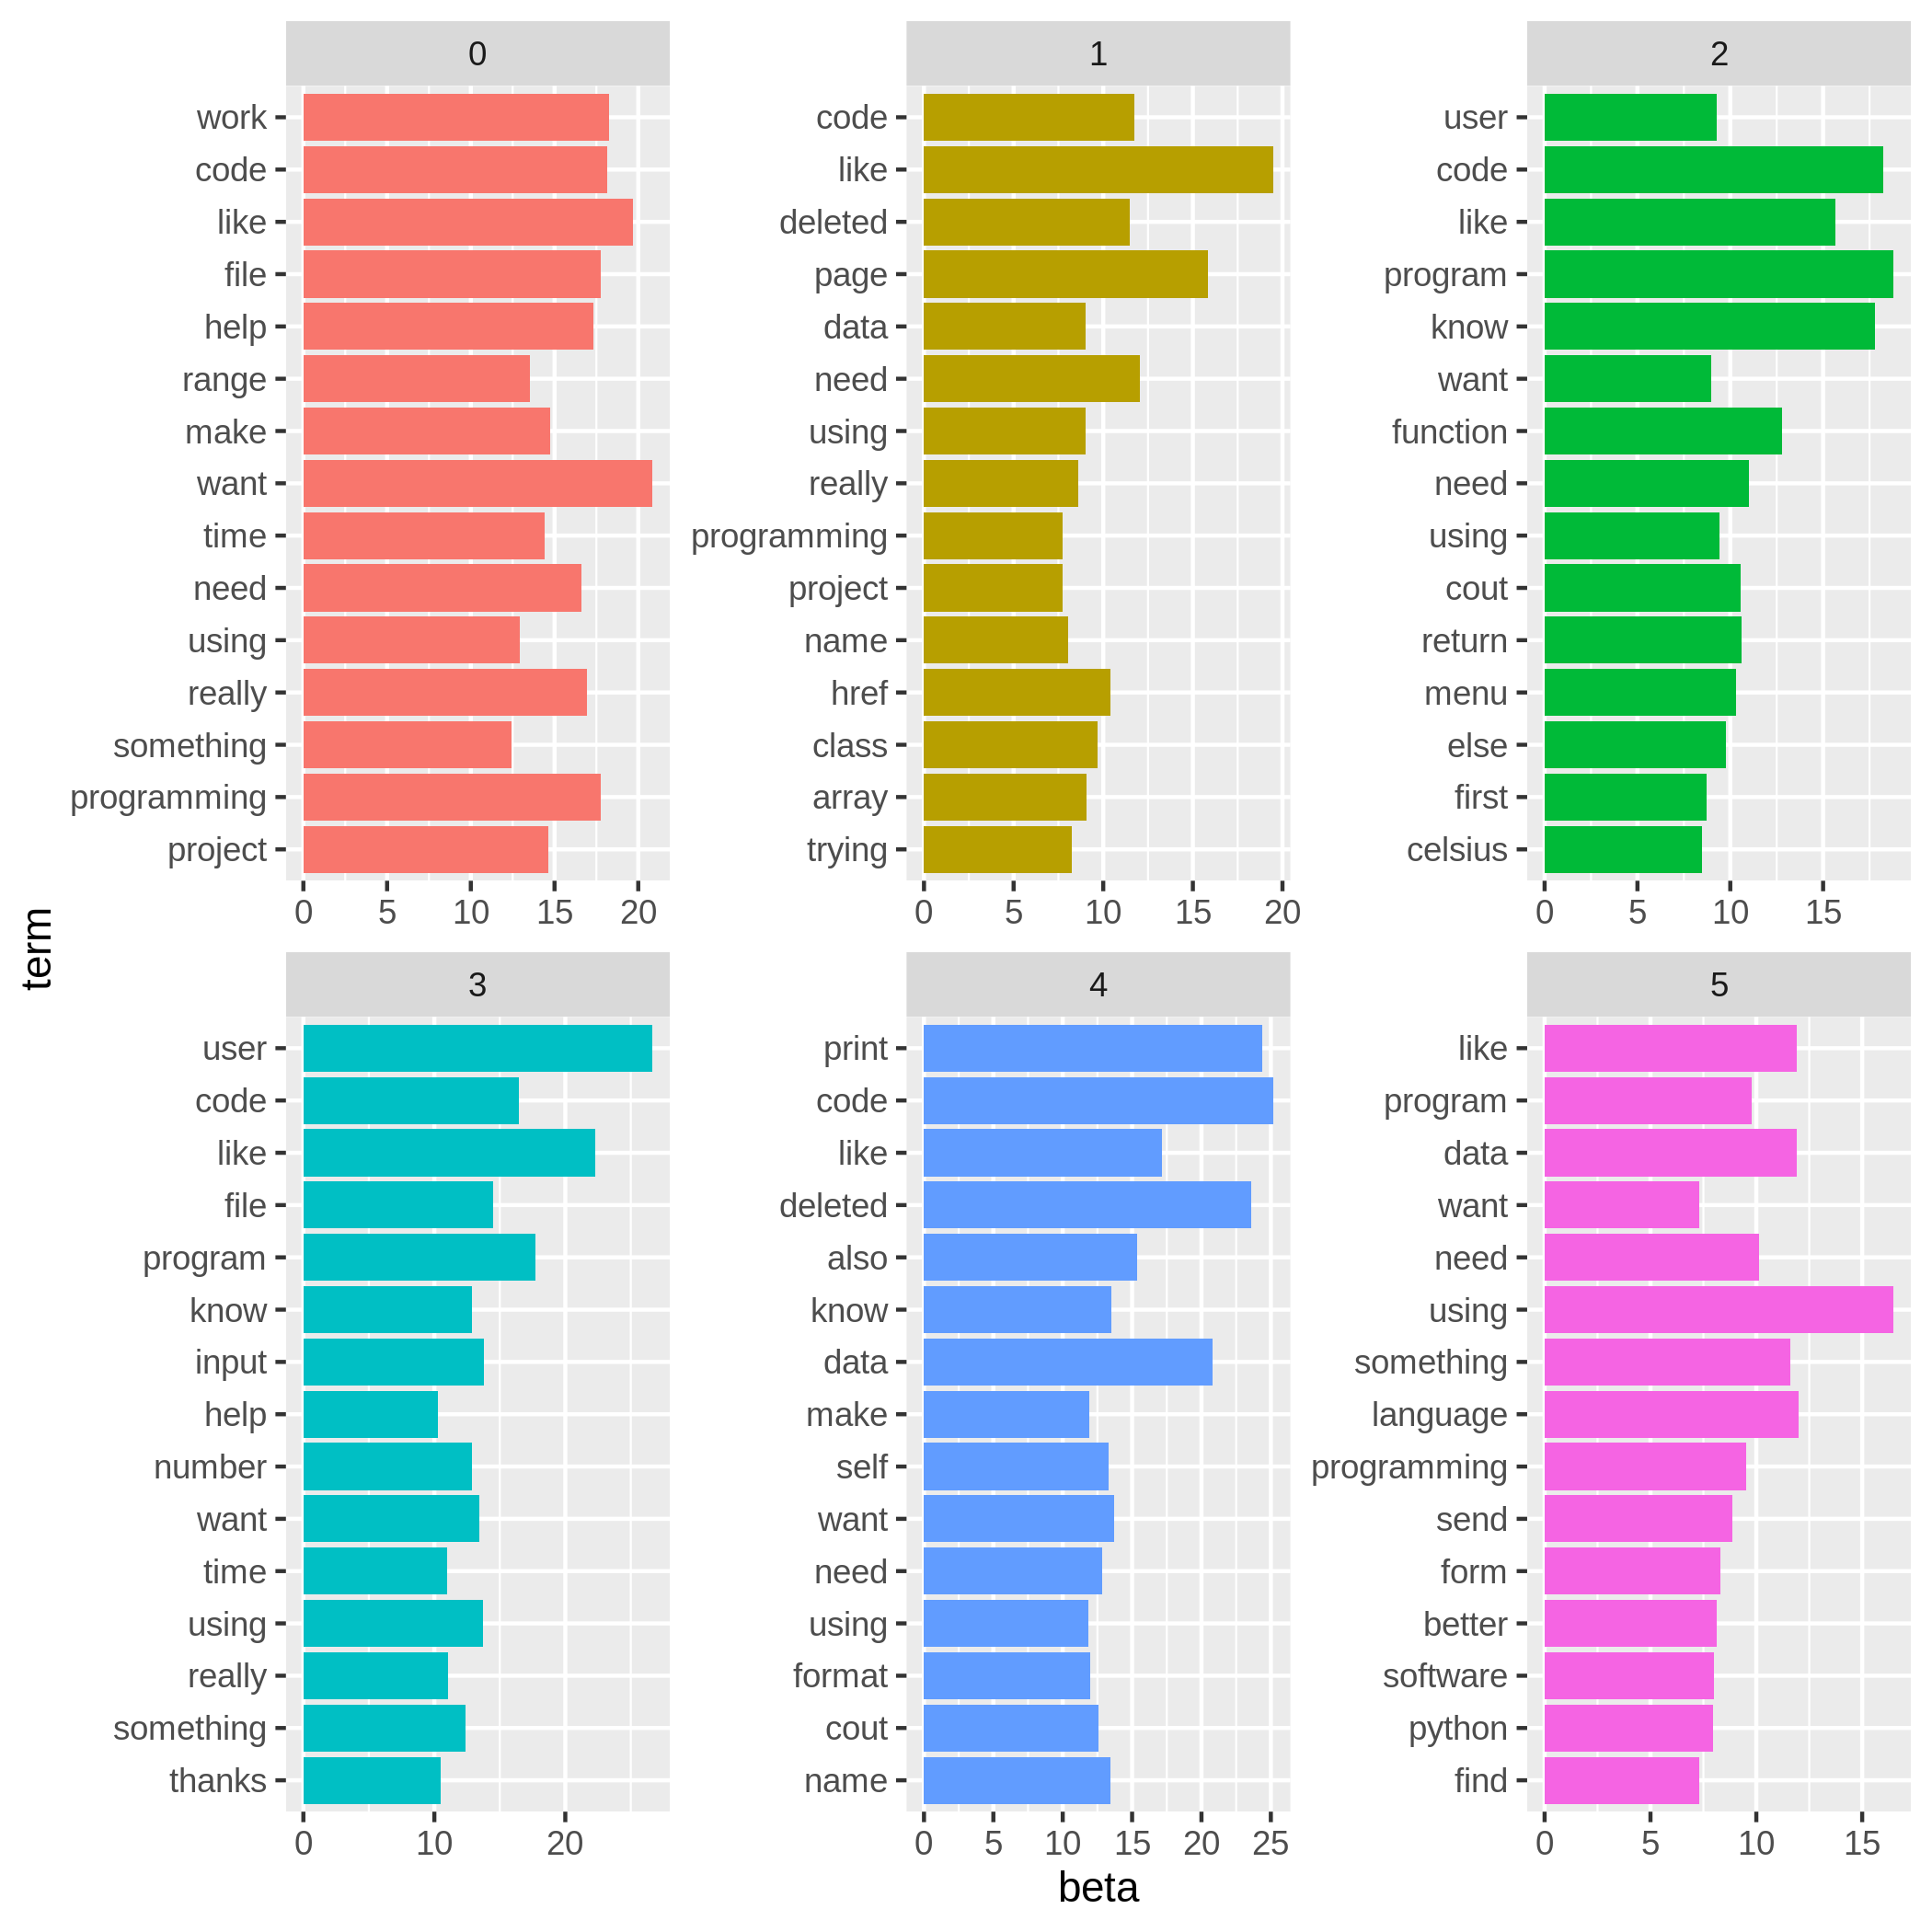 0
work
code
like
file
help
range
make
want
time
need
using
really
something
programming
project
0 5 10 15 20
1
code
like
deleted
page
data
need
using
really
programming
project
name
href
class
array
trying
0 5 10 15 20
2
user
code
like
program
know
want
function
need
using
cout
return
menu
else
first
celsius
0 5 10 15
term
3
user
code
like
file
program
know
input
help
number
want
time
using
really
something
thanks
0 10 20
4
print
code
like
deleted
also
know
data
make
self
want
need
using
format
cout
name
0 5 10 15 20 25
5
like
program
data
want
need
using
something
language
programming
send
form
better
software
python
find
0 5 10 15
beta